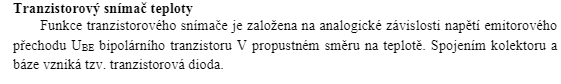 Tranzistorový snímač teploty
Funkce tranzistorového snímače je založena na analogické závislosti napětí emitorového
přechodu UBE bipolárního tranzistoru V propustném směru na teplotě. Spojením kolektoru a
báze vzniká tzv. tranzistorová dioda.